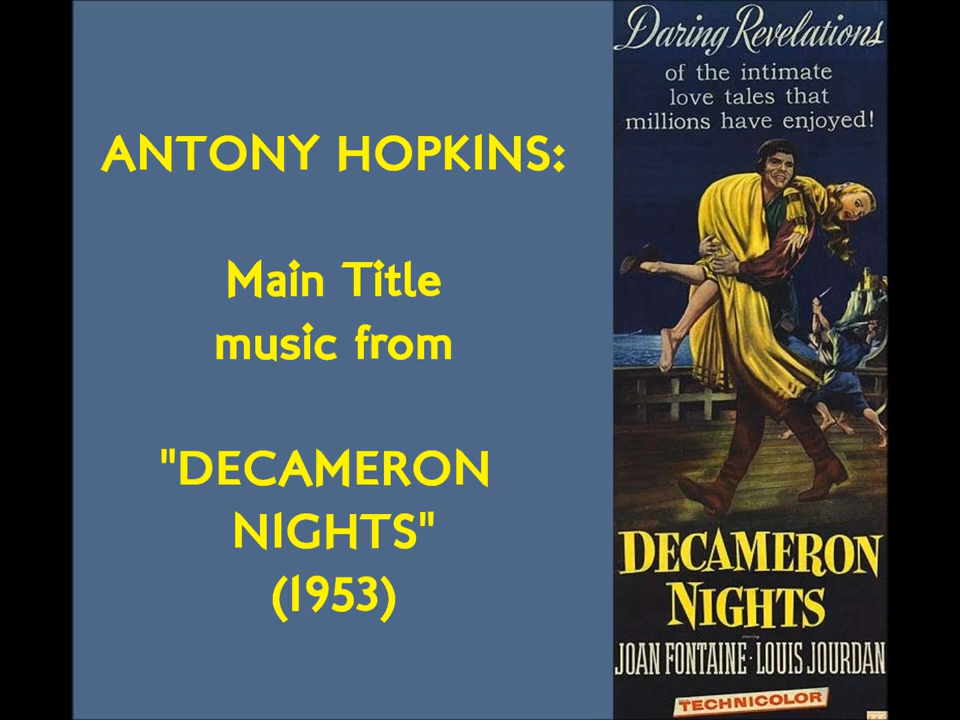 ANTONY HOPKINS:
Main Title
music from
"DECAMERON
NIGHTS"
(1953)
Daring Revelations
of the intimate
love tales that
millions have enjoyed!
DECAMERON
NIGHTS
JOAN FONTAINE · LOUIS JOURDAN
TECHNICOLOR